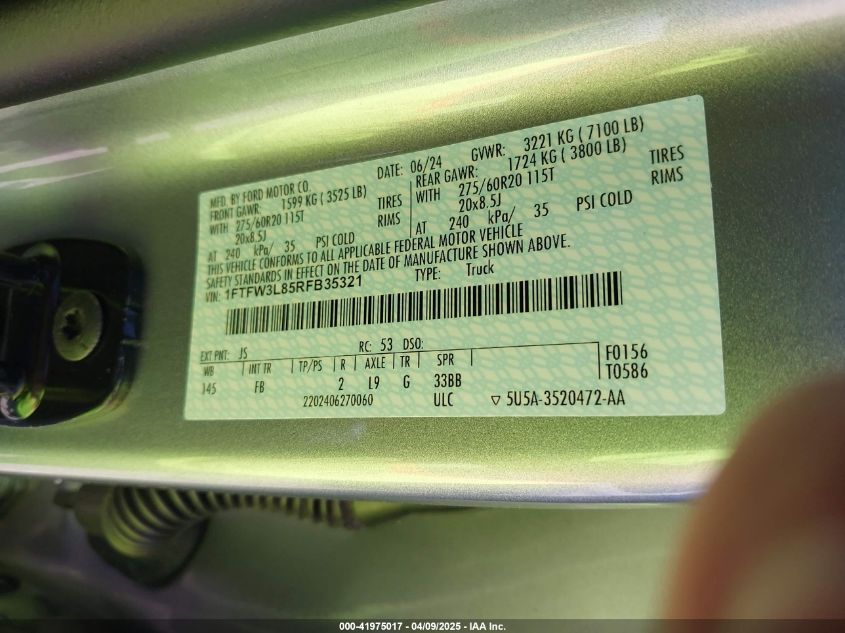 MFD. BY FORD MOTOR CO.
DATE: 06/24 GVWR: 3221 KG ( 7100 LB)
FRONT GAWR: 1599 KG ( 3525 LB)
REAR GAWR: 1724 KG ( 3800 LB)
WITH 275/60R20 115T TIRES
WITH 275/60R20 115T TIRES
20x8.5J RIMS
20x8.5J RIMS
AT 240 kPa/ 35 PSI COLD
AT 240 kPa/ 35 PSI COLD
THIS VEHICLE CONFORMS TO ALL APPLICABLE FEDERAL MOTOR VEHICLE
SAFETY STANDARDS IN EFFECT ON THE DATE OF MANUFACTURE SHOWN ABOVE.
VIN: 1FTFW3L85RFB35321 TYPE: Truck
EXT PNT: JS RC: 53 DSO: F0156
WB INT TR TP/PS R AXLE TR SPR T0586
145 FB 2 L9 G 33BB
2202406270060 ULC ▽ 5U5A-3520472-AA
000-41975017 - 04/09/2025 - IAA Inc.